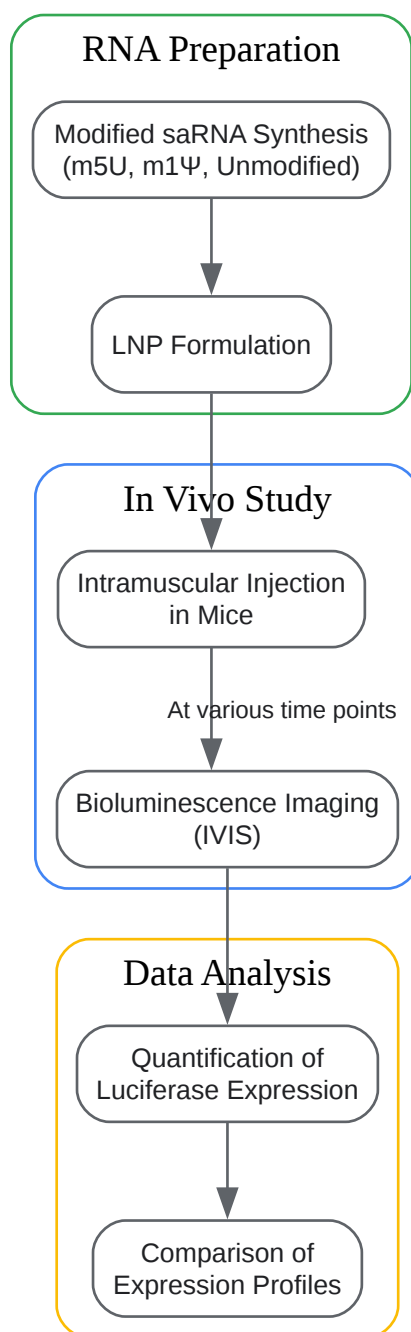 RNA Preparation
Modified saRNA Synthesis
(m5U, m1Ψ, Unmodified)
LNP Formulation
In Vivo Study
Intramuscular Injection
in Mice
At various time points
Bioluminescence Imaging
(IVIS)
Data Analysis
Quantification of
Luciferase Expression
Comparison of
Expression Profiles